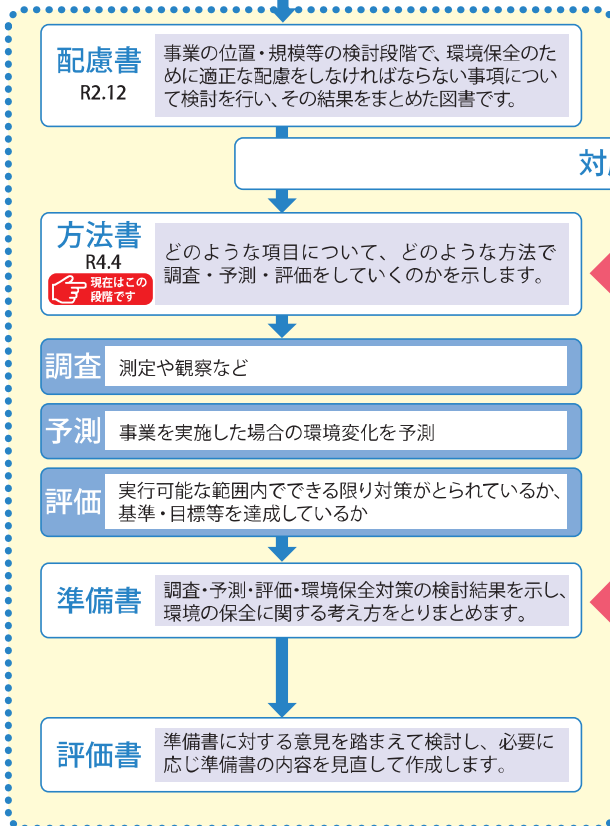 配慮書
R2.12
事業の位置・規模等の検討段階で、環境保全のた
めに適正な配慮をしなければならない事項につい
て検討を行い、その結果をまとめた図書です。
対
方法書
R4.4
現在はこの
段階です
どのような項目について、どのような方法で
調査・予測・評価をしていくのかを示します。
調査
測定や観察など
予測
事業を実施した場合の環境変化を予測
評価
実行可能な範囲内でできる限り対策がとられているか、
基準・目標等を達成しているか
準備書
調査・予測・評価・環境保全対策の検討結果を示し、
環境の保全に関する考え方をとりまとめます。
評価書
準備書に対する意見を踏まえて検討し、必要に
応じ準備書の内容を見直して作成します。